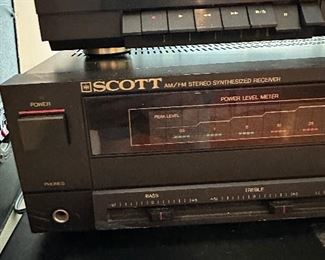 SCOTT AM/FM STEREO SYNTHESIZED RECEIVER
POWER
POWER LEVEL METER
PEAK LEVEL
PHONES
BASS TREBLE